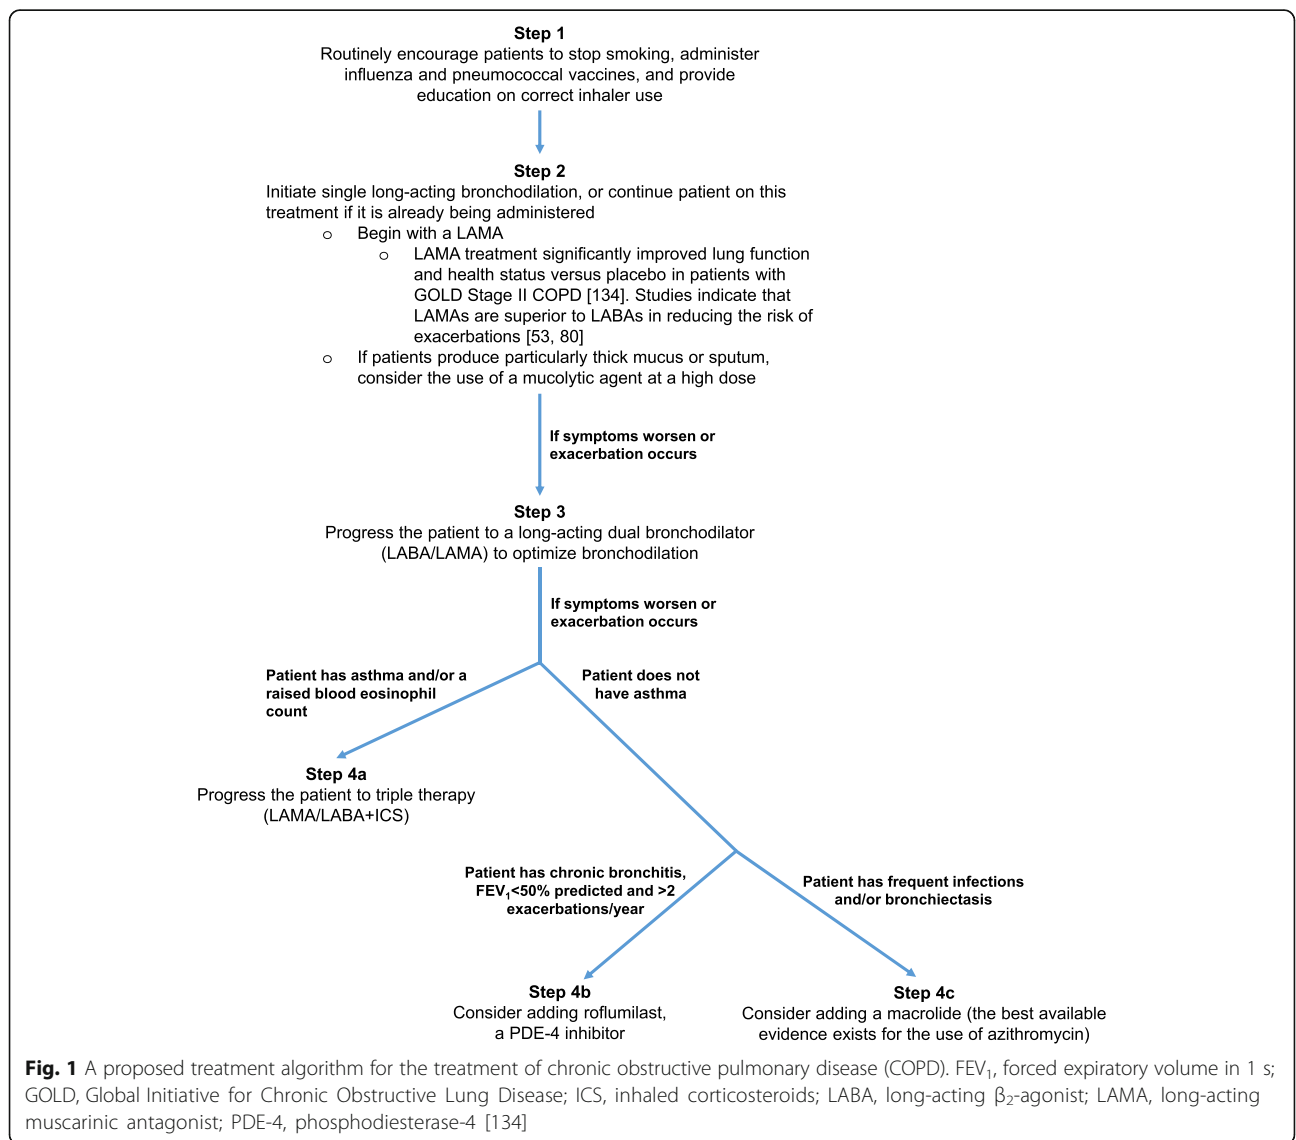 Step 1
Routinely encourage patients to stop smoking, administer
influenza and pneumococcal vaccines, and provide
education on correct inhaler use
Step 2
Initiate single long-acting bronchodilation, or continue patient on this
treatment if it is already being administered
o Begin with a LAMA
o LAMA treatment significantly improved lung function
and health status versus placebo in patients with
GOLD Stage II COPD [134]. Studies indicate that
LAMAs are superior to LABAs in reducing the risk of
exacerbations [53, 80]
o If patients produce particularly thick mucus or sputum,
consider the use of a mucolytic agent at a high dose
If symptoms worsen or
exacerbation occurs
Step 3
Progress the patient to a long-acting dual bronchodilator
(LABA/LAMA) to optimize bronchodilation
If symptoms worsen or
exacerbation occurs
Patient has asthma and/or a
raised blood eosinophil
count
Patient does not
have asthma
Step 4a
Progress the patient to triple therapy
(LAMA/LABA+ICS)
Patient has chronic bronchitis,
FEV₁<50% predicted and >2
exacerbations/year
Patient has frequent infections
and/or bronchiectasis
Step 4b
Consider adding roflumilast,
a PDE-4 inhibitor
Step 4c
Consider adding a macrolide (the best available
evidence exists for the use of azithromycin)
Fig. 1 A proposed treatment algorithm for the treatment of chronic obstructive pulmonary disease (COPD). FEV₁, forced expiratory volume in 1 s;
GOLD, Global Initiative for Chronic Obstructive Lung Disease; ICS, inhaled corticosteroids; LABA, long-acting β₂-agonist; LAMA, long-acting
muscarinic antagonist; PDE-4, phosphodiesterase-4 [134]